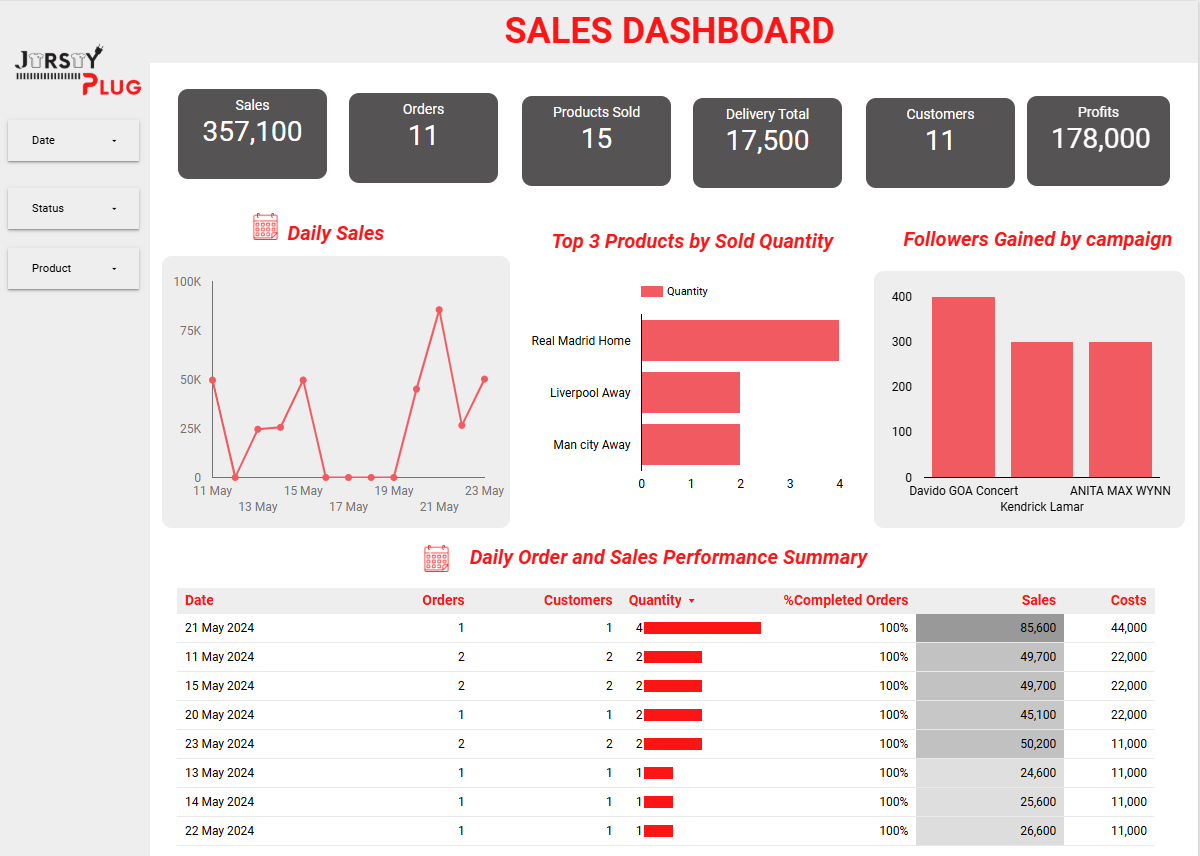 SALES DASHBOARD
JERSEY
PLUG
Date
Status
Product
Sales
357,100
Orders
11
Products Sold
15
Delivery Total
17,500
Customers
11
Profits
178,000
Daily Sales
100K
75K
50K
25K
0
11 May
13 May
15 May
17 May
19 May
21 May
23 May
Top 3 Products by Sold Quantity
Quantity
Real Madrid Home
Liverpool Away
Man city Away
0 1 2 3 4
Followers Gained by campaign
400
300
200
100
0
Davido GOA Concert
Kendrick Lamar
ANITA MAX WYNN
Daily Order and Sales Performance Summary
Date Orders Customers Quantity %Completed Orders Sales Costs
21 May 2024 1 1 4 100% 85,600 44,000
11 May 2024 2 2 2 100% 49,700 22,000
15 May 2024 2 2 2 100% 49,700 22,000
20 May 2024 1 1 2 100% 45,100 22,000
23 May 2024 2 2 2 100% 50,200 11,000
13 May 2024 1 1 1 100% 24,600 11,000
14 May 2024 1 1 1 100% 25,600 11,000
22 May 2024 1 1 1 100% 26,600 11,000